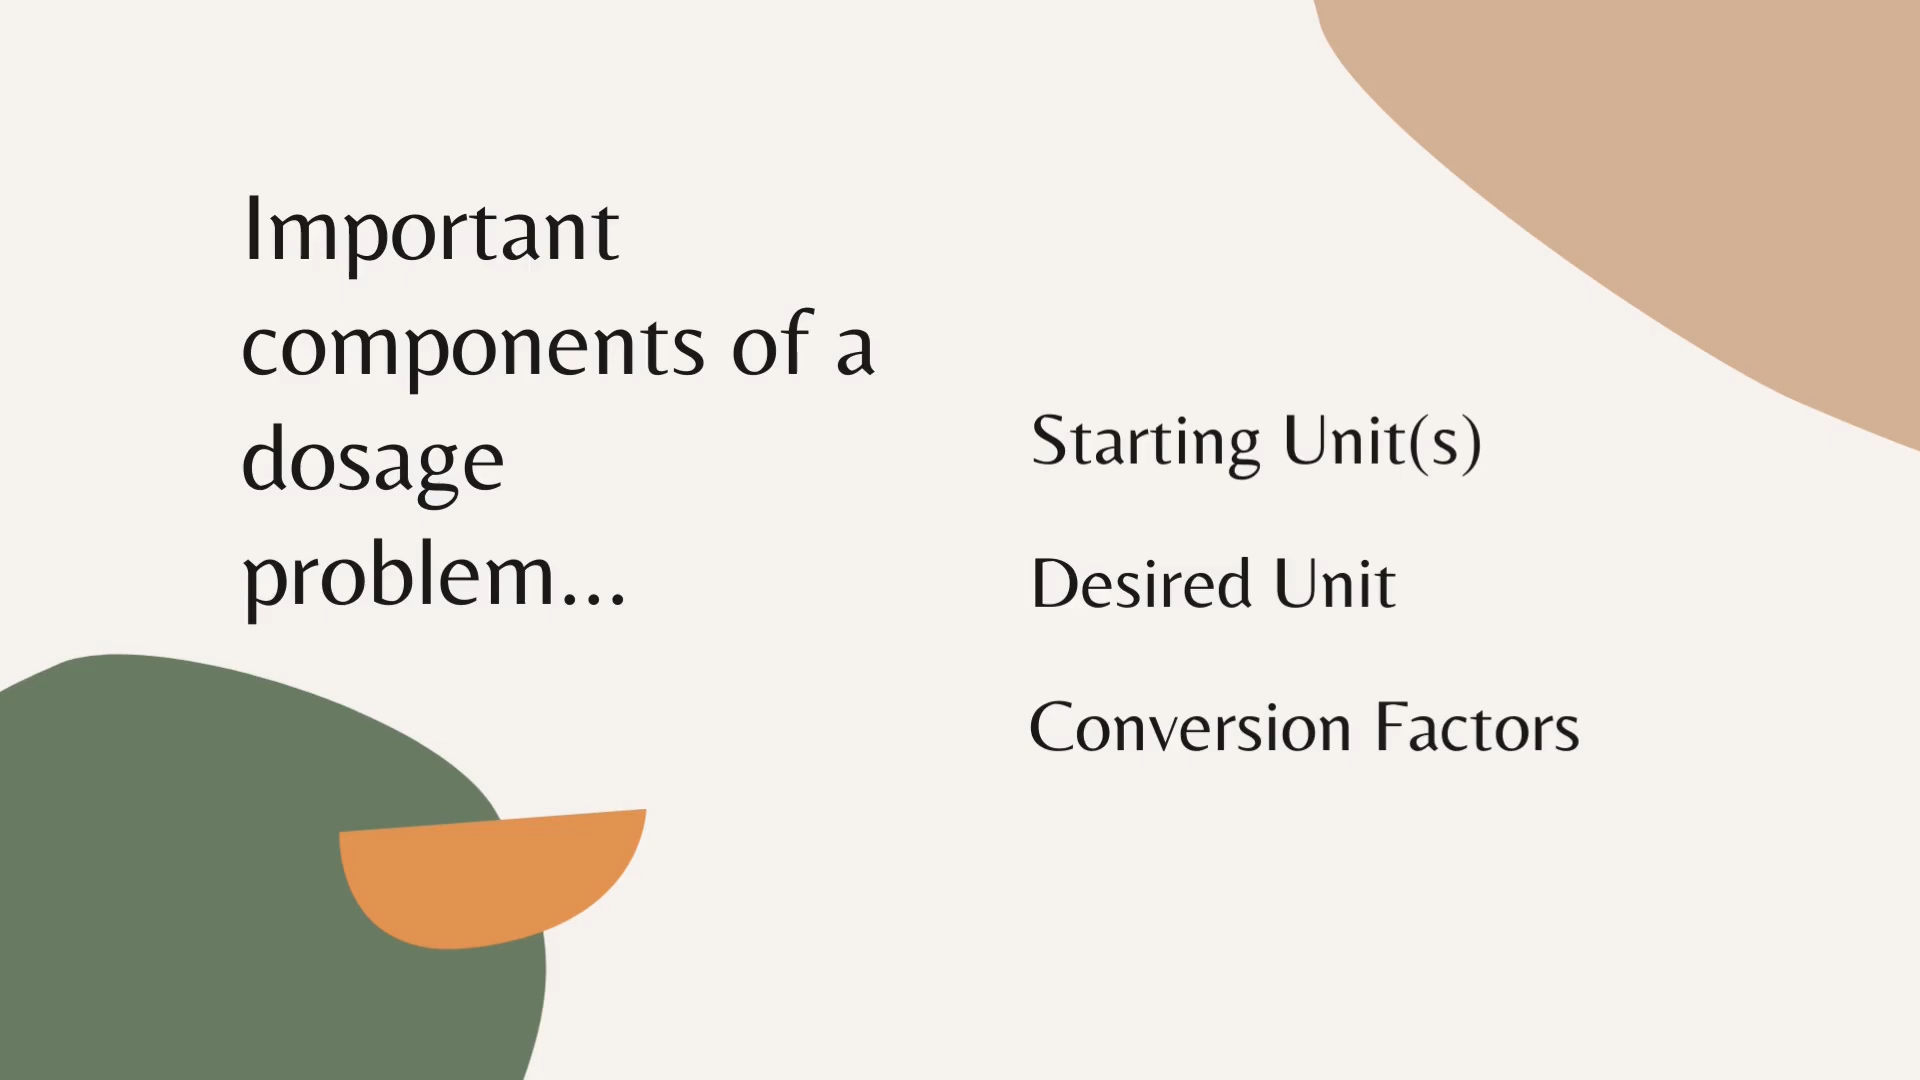 Important
components of a
dosage
problem...
Starting Unit(s)
Desired Unit
Conversion Factors